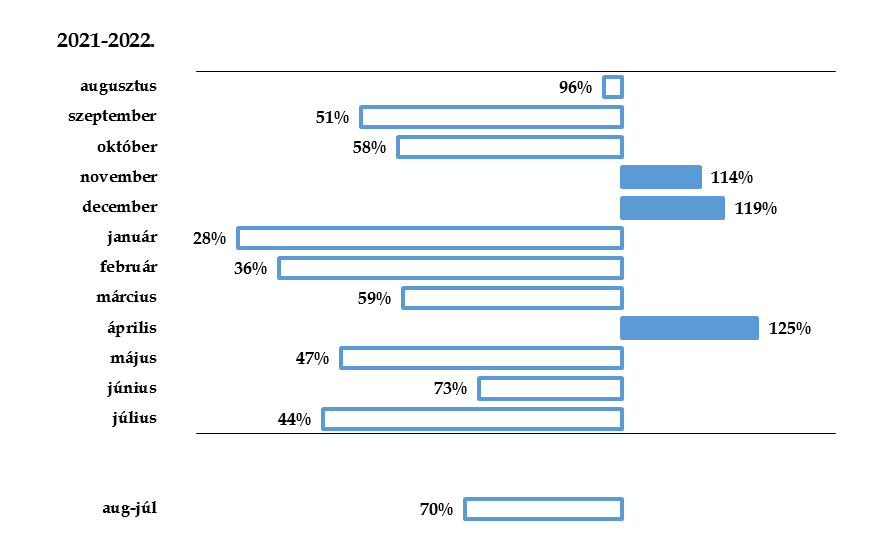 2021-2022.
augusztus 96%
szeptember 51%
október 58%
november 114%
december 119%
január 28%
február 36%
március 59%
április 125%
május 47%
június 73%
július 44%
aug-júl 70%